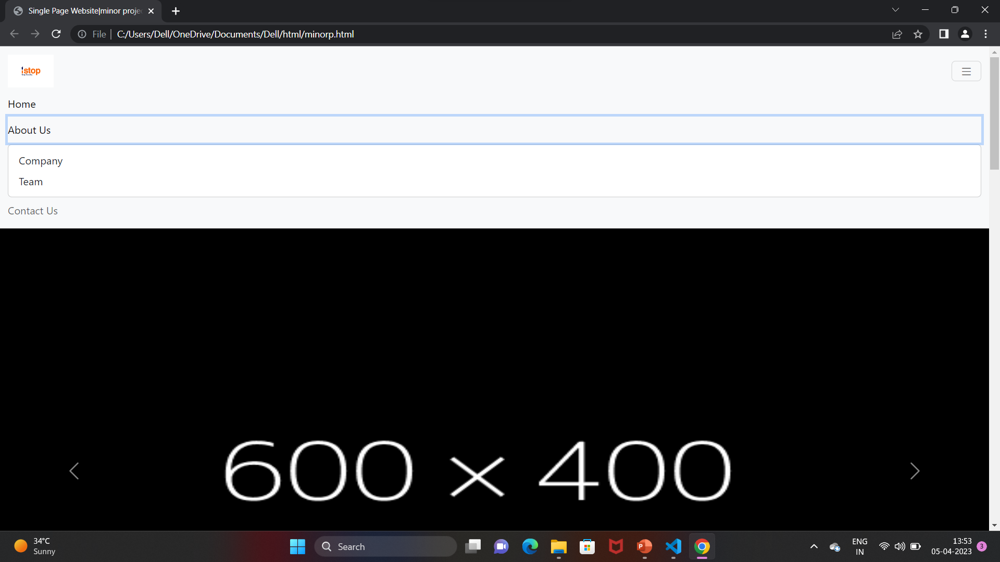 Single Page Website|minor projec
File
C:/Users/Dell/OneDrive/Documents/Dell/html/minorp.html
1stop
Home
About Us
Company
Team
Contact Us
600 × 400
34°C
Sunny
Search
ENG
IN
13:53
05-04-2023
3